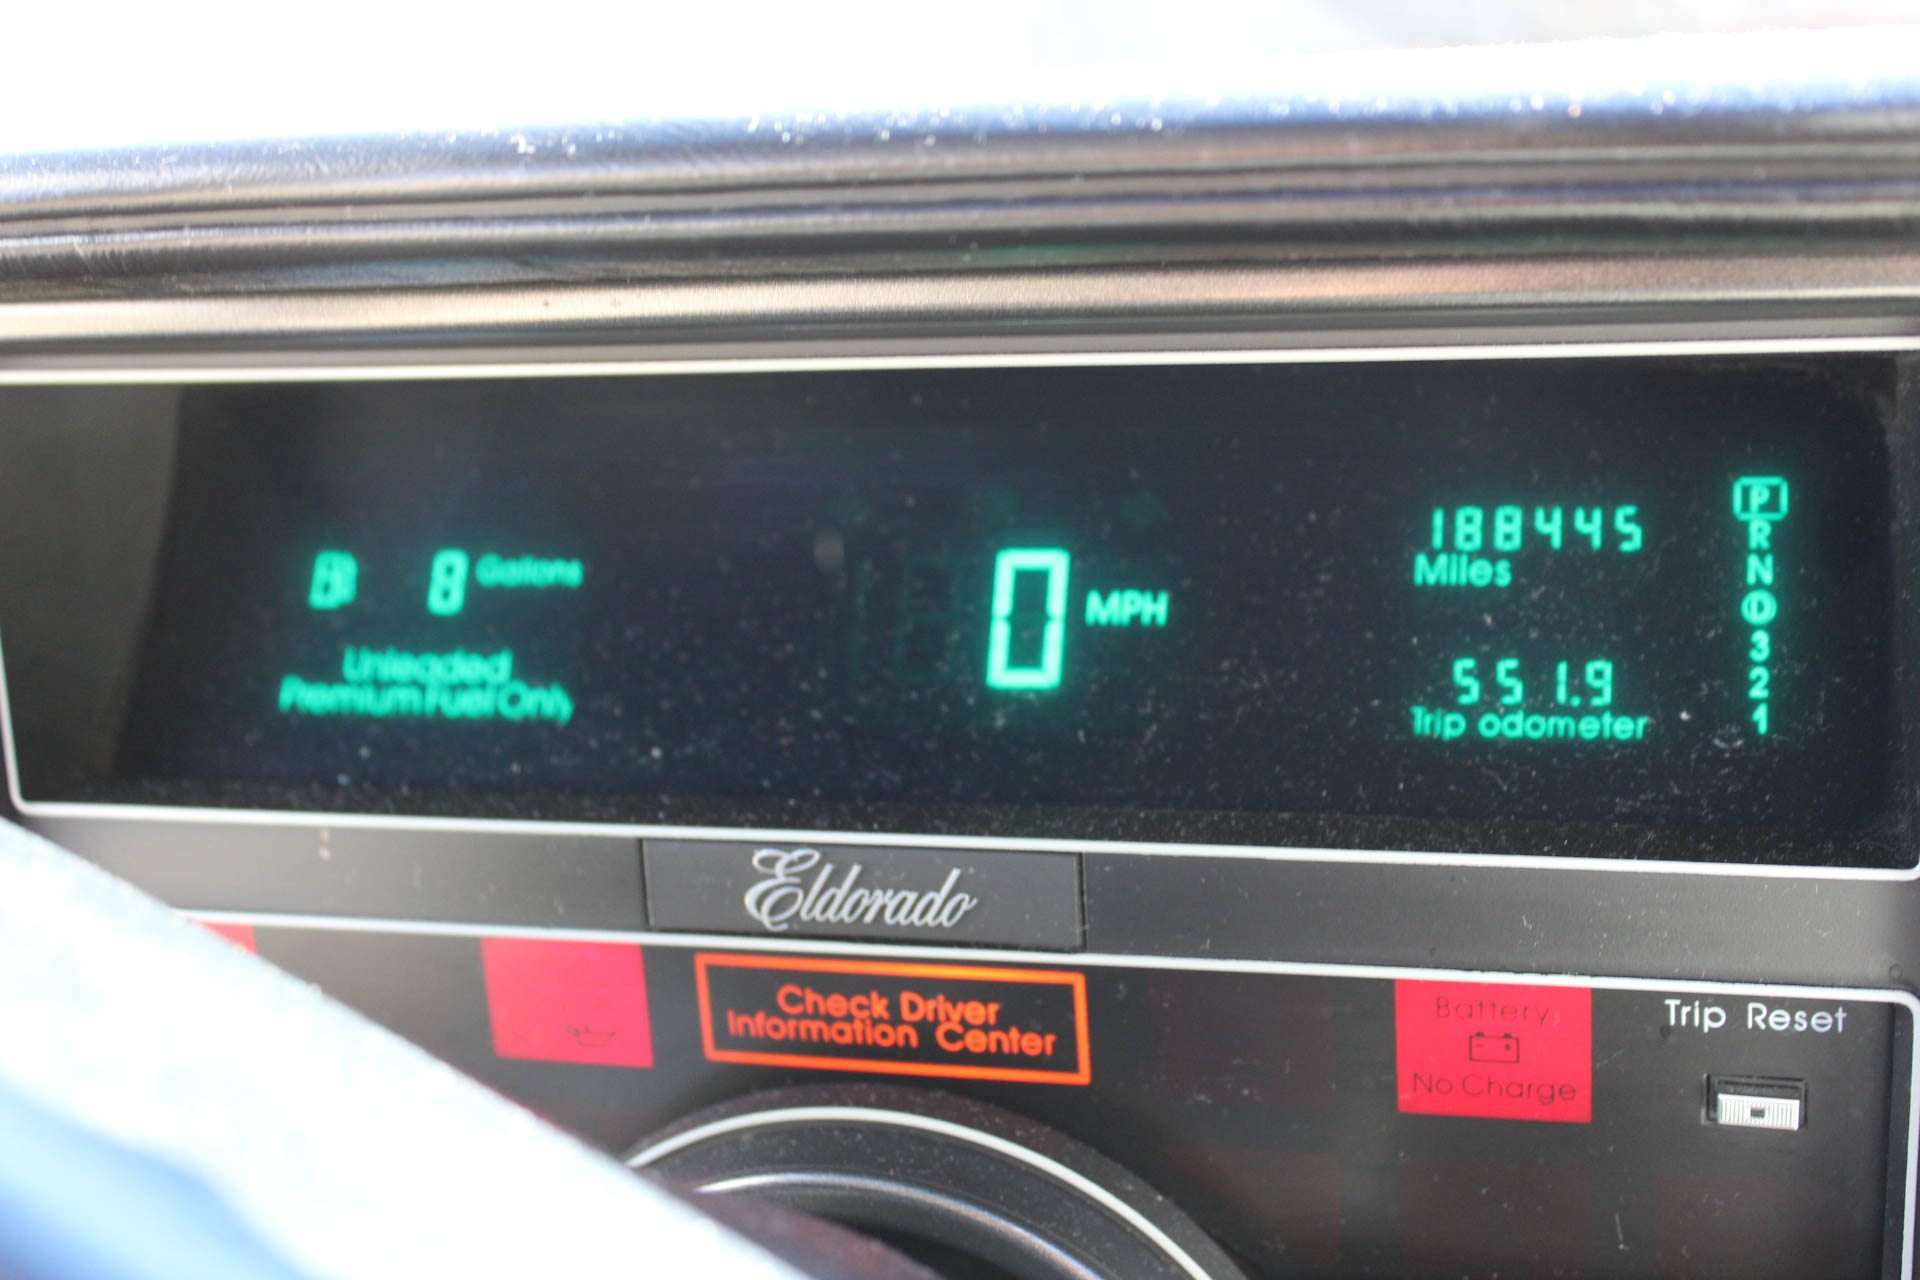 8 Gallons
Unleaded
Premium Fuel Only
0 MPH
188445
Miles
551.9
Trip odometer
P
R
N
D
3
2
1
Eldorado
Check Driver
Information Center
Battery
No Charge
Trip Reset